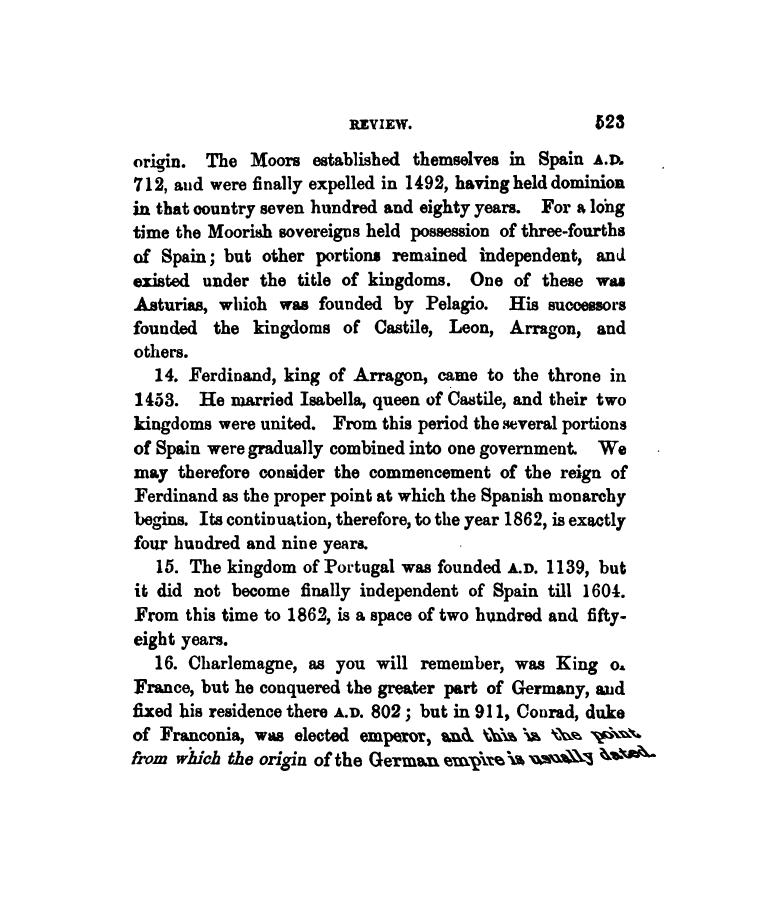 REVIEW. 523
origin. The Moors established themselves in Spain A.D.
712, and were finally expelled in 1492, having held dominion
in that country seven hundred and eighty years. For a long
time the Moorish sovereigns held possession of three-fourths
of Spain; but other portions remained independent, and
existed under the title of kingdoms. One of these was
Asturias, which was founded by Pelagio. His successors
founded the kingdoms of Castile, Leon, Arragon, and
others.
14. Ferdinand, king of Arragon, came to the throne in
1453. He married Isabella, queen of Castile, and their two
kingdoms were united. From this period the several portions
of Spain were gradually combined into one government. We
may therefore consider the commencement of the reign of
Ferdinand as the proper point at which the Spanish monarchy
begins. Its continuation, therefore, to the year 1862, is exactly
four hundred and nine years.
15. The kingdom of Portugal was founded A.D. 1139, but
it did not become finally independent of Spain till 1604.
From this time to 1862, is a space of two hundred and fifty-
eight years.
16. Charlemagne, as you will remember, was King o.
France, but he conquered the greater part of Germany, and
fixed his residence there A.D. 802; but in 911, Conrad, duke
of Franconia, was elected emperor, and this is the point
from which the origin of the German empire is usually dated.